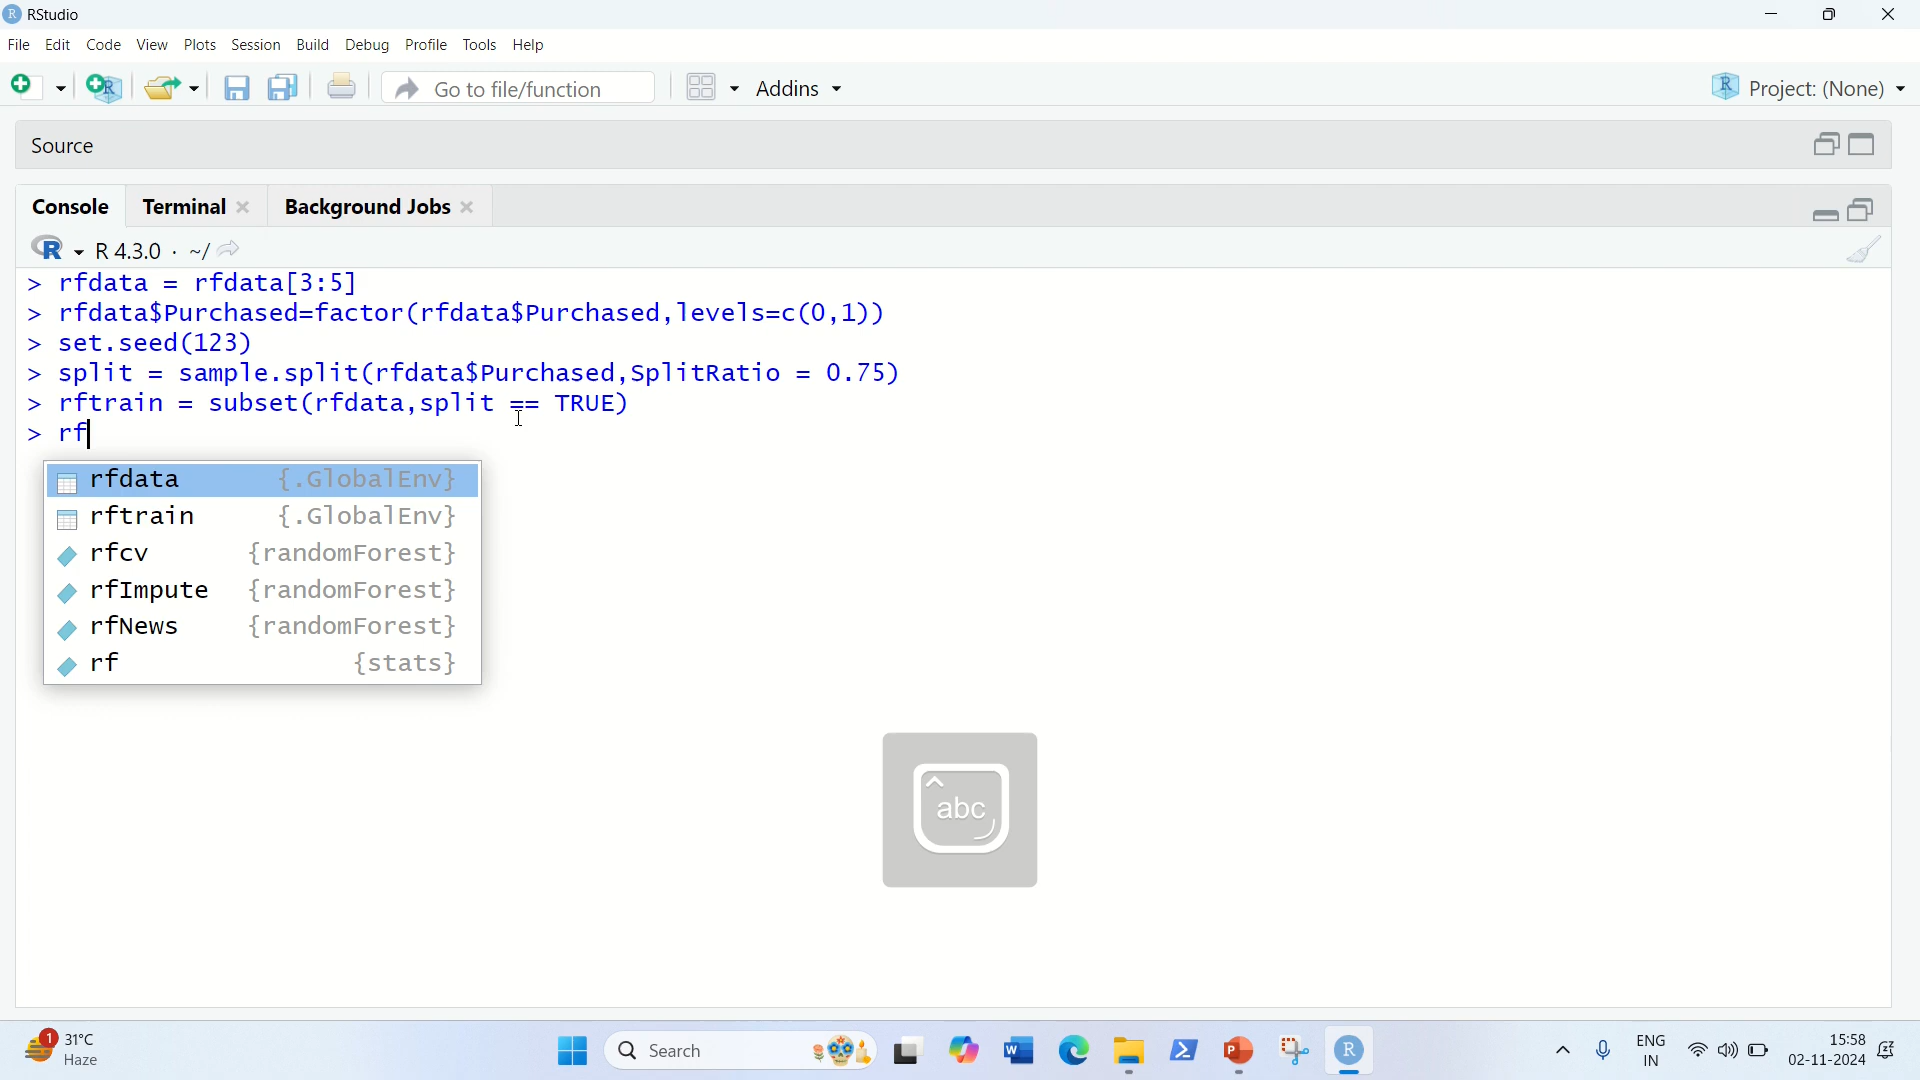 RStudio
File Edit Code View Plots Session Build Debug Profile Tools Help
Go to file/function Addins Project: (None)
Source
Console Terminal Background Jobs
R 4.3.0 · ~/
> rfdata = rfdata[3:5]
> rfdata$Purchased=factor(rfdata$Purchased,levels=c(0,1))
> set.seed(123)
> split = sample.split(rfdata$Purchased,SplitRatio = 0.75)
> rftrain = subset(rfdata,split == TRUE)
> rf
rfdata {.GlobalEnv}
rftrain {.GlobalEnv}
rfcv {randomForest}
rfImpute {randomForest}
rfNews {randomForest}
rf {stats}
abc
1 31°C
Haze
Search
ENG
IN
15:58
02-11-2024